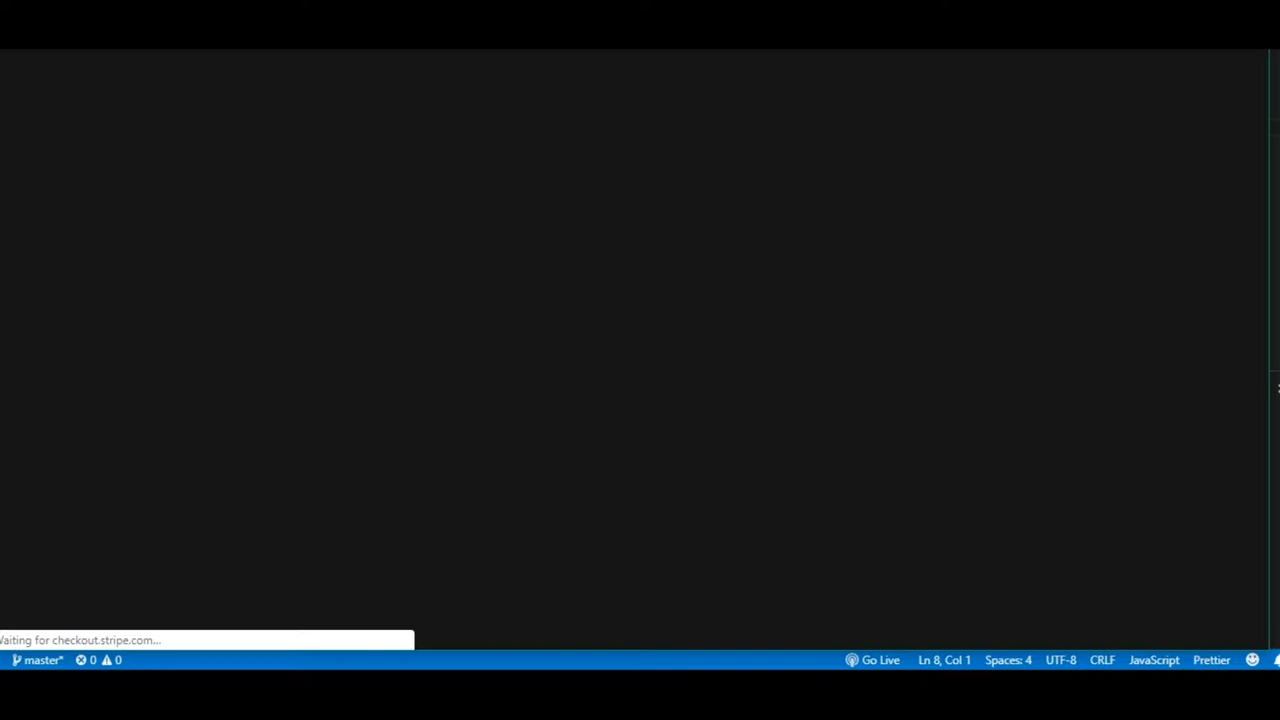 Waiting for checkout.stripe.com...
master* 0 0 Go Live Ln 8, Col 1 Spaces: 4 UTF-8 CRLF JavaScript Prettier